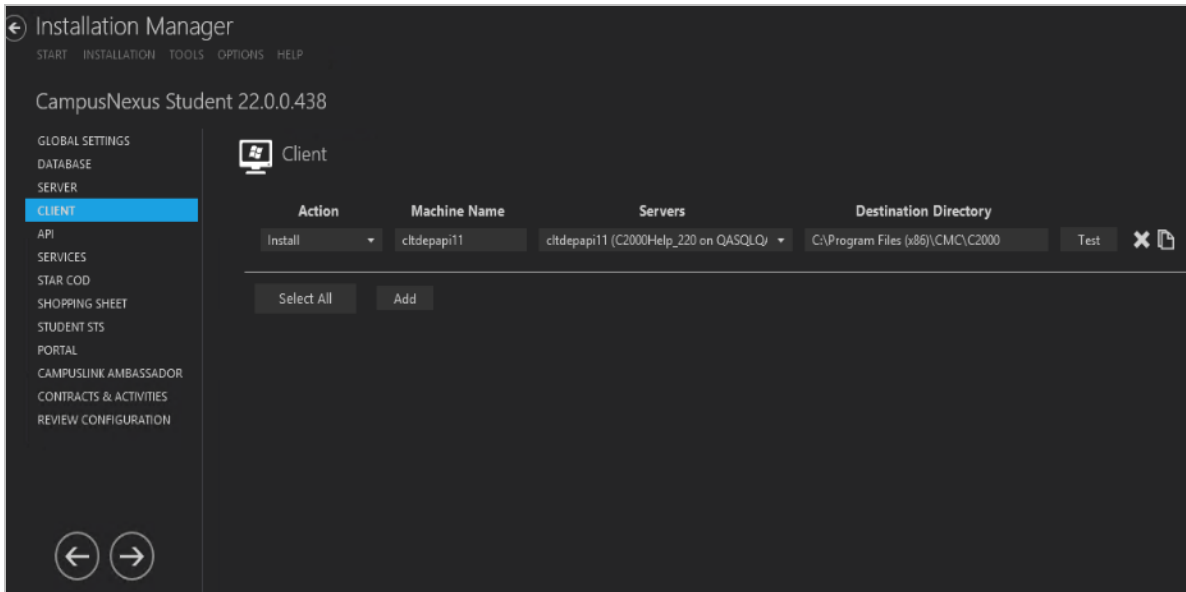 Installation Manager
START INSTALLATION TOOLS OPTIONS HELP
CampusNexus Student 22.0.0.438
GLOBAL SETTINGS
DATABASE
SERVER
CLIENT
API
SERVICES
STAR COD
SHOPPING SHEET
STUDENT STS
PORTAL
CAMPUSLINK AMBASSADOR
CONTRACTS & ACTIVITIES
REVIEW CONFIGURATION
Client
Action Machine Name Servers Destination Directory
Install cltdepapi11 cltdepapi11 (C2000Help_220 on QASQLQ C:\Program Files (x86)\CMC\C2000 Test
Select All Add